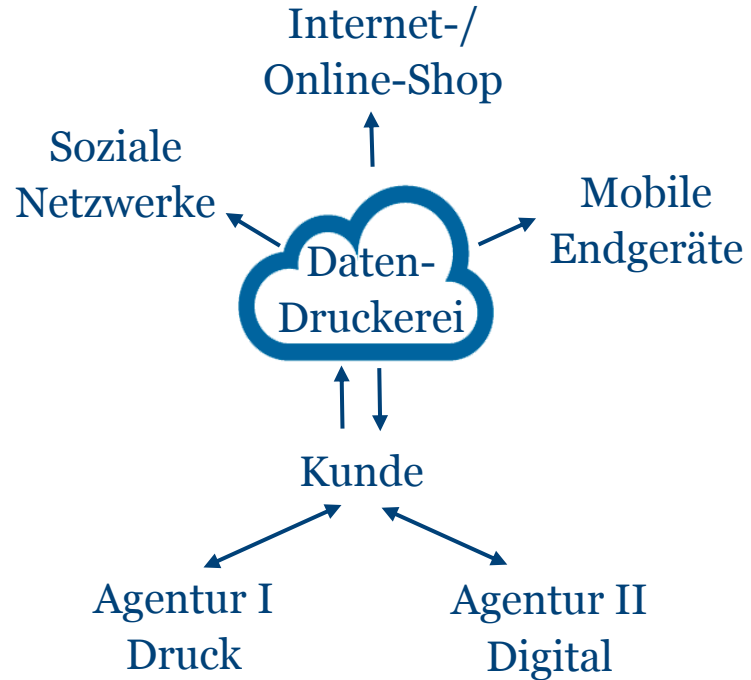 Internet-/
Online-Shop
Soziale
Netzwerke
Mobile
Endgeräte
Daten-
Druckerei
Kunde
Agentur I
Druck
Agentur II
Digital